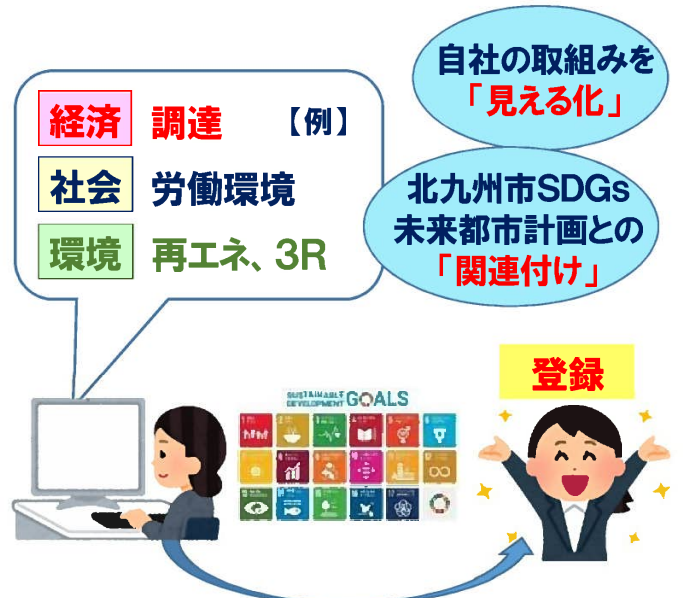 自社の取組みを
「見える化」
経済 調達 【例】
社会 労働環境
環境 再エネ、3R
北九州市SDGs
未来都市計画との
「関連付け」
登録
SUSTAINABLE
DEVELOPMENT GOALS